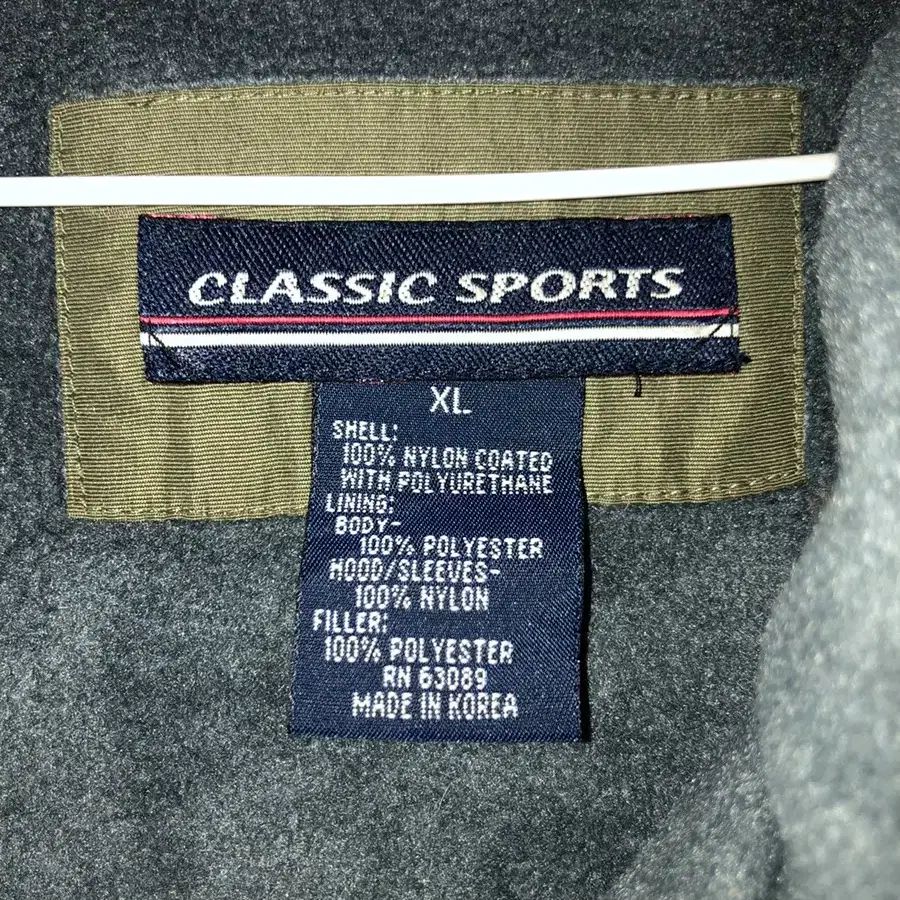 CLASSIC SPORTS
XL
SHELL:
100% NYLON COATED
WITH POLYURETHANE
LINING:
BODY-
100% POLYESTER
HOOD/SLEEVES-
100% NYLON
FILLER:
100% POLYESTER
RN 63089
MADE IN KOREA